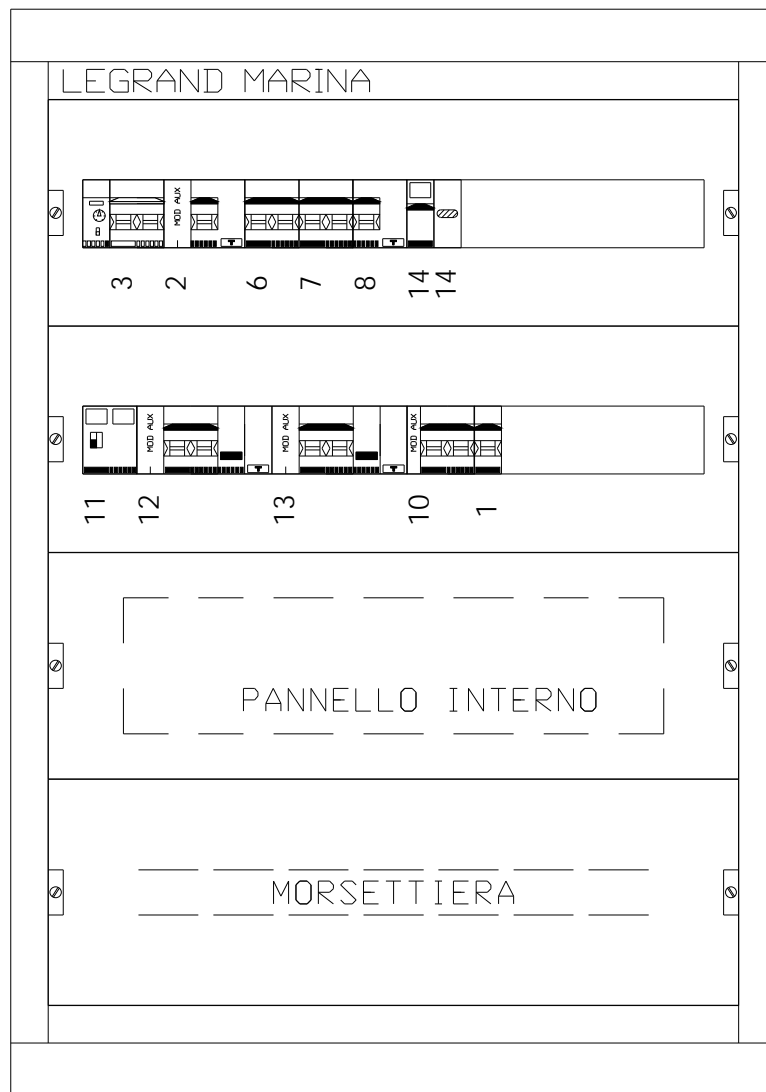 LEGRAND MARINA
MOD AUX
3 2 6 7 8 14 14
MOD AUX MOD AUX MOD AUX
11 12 13 10 1
PANNELLO INTERNO
MORSETTIERA